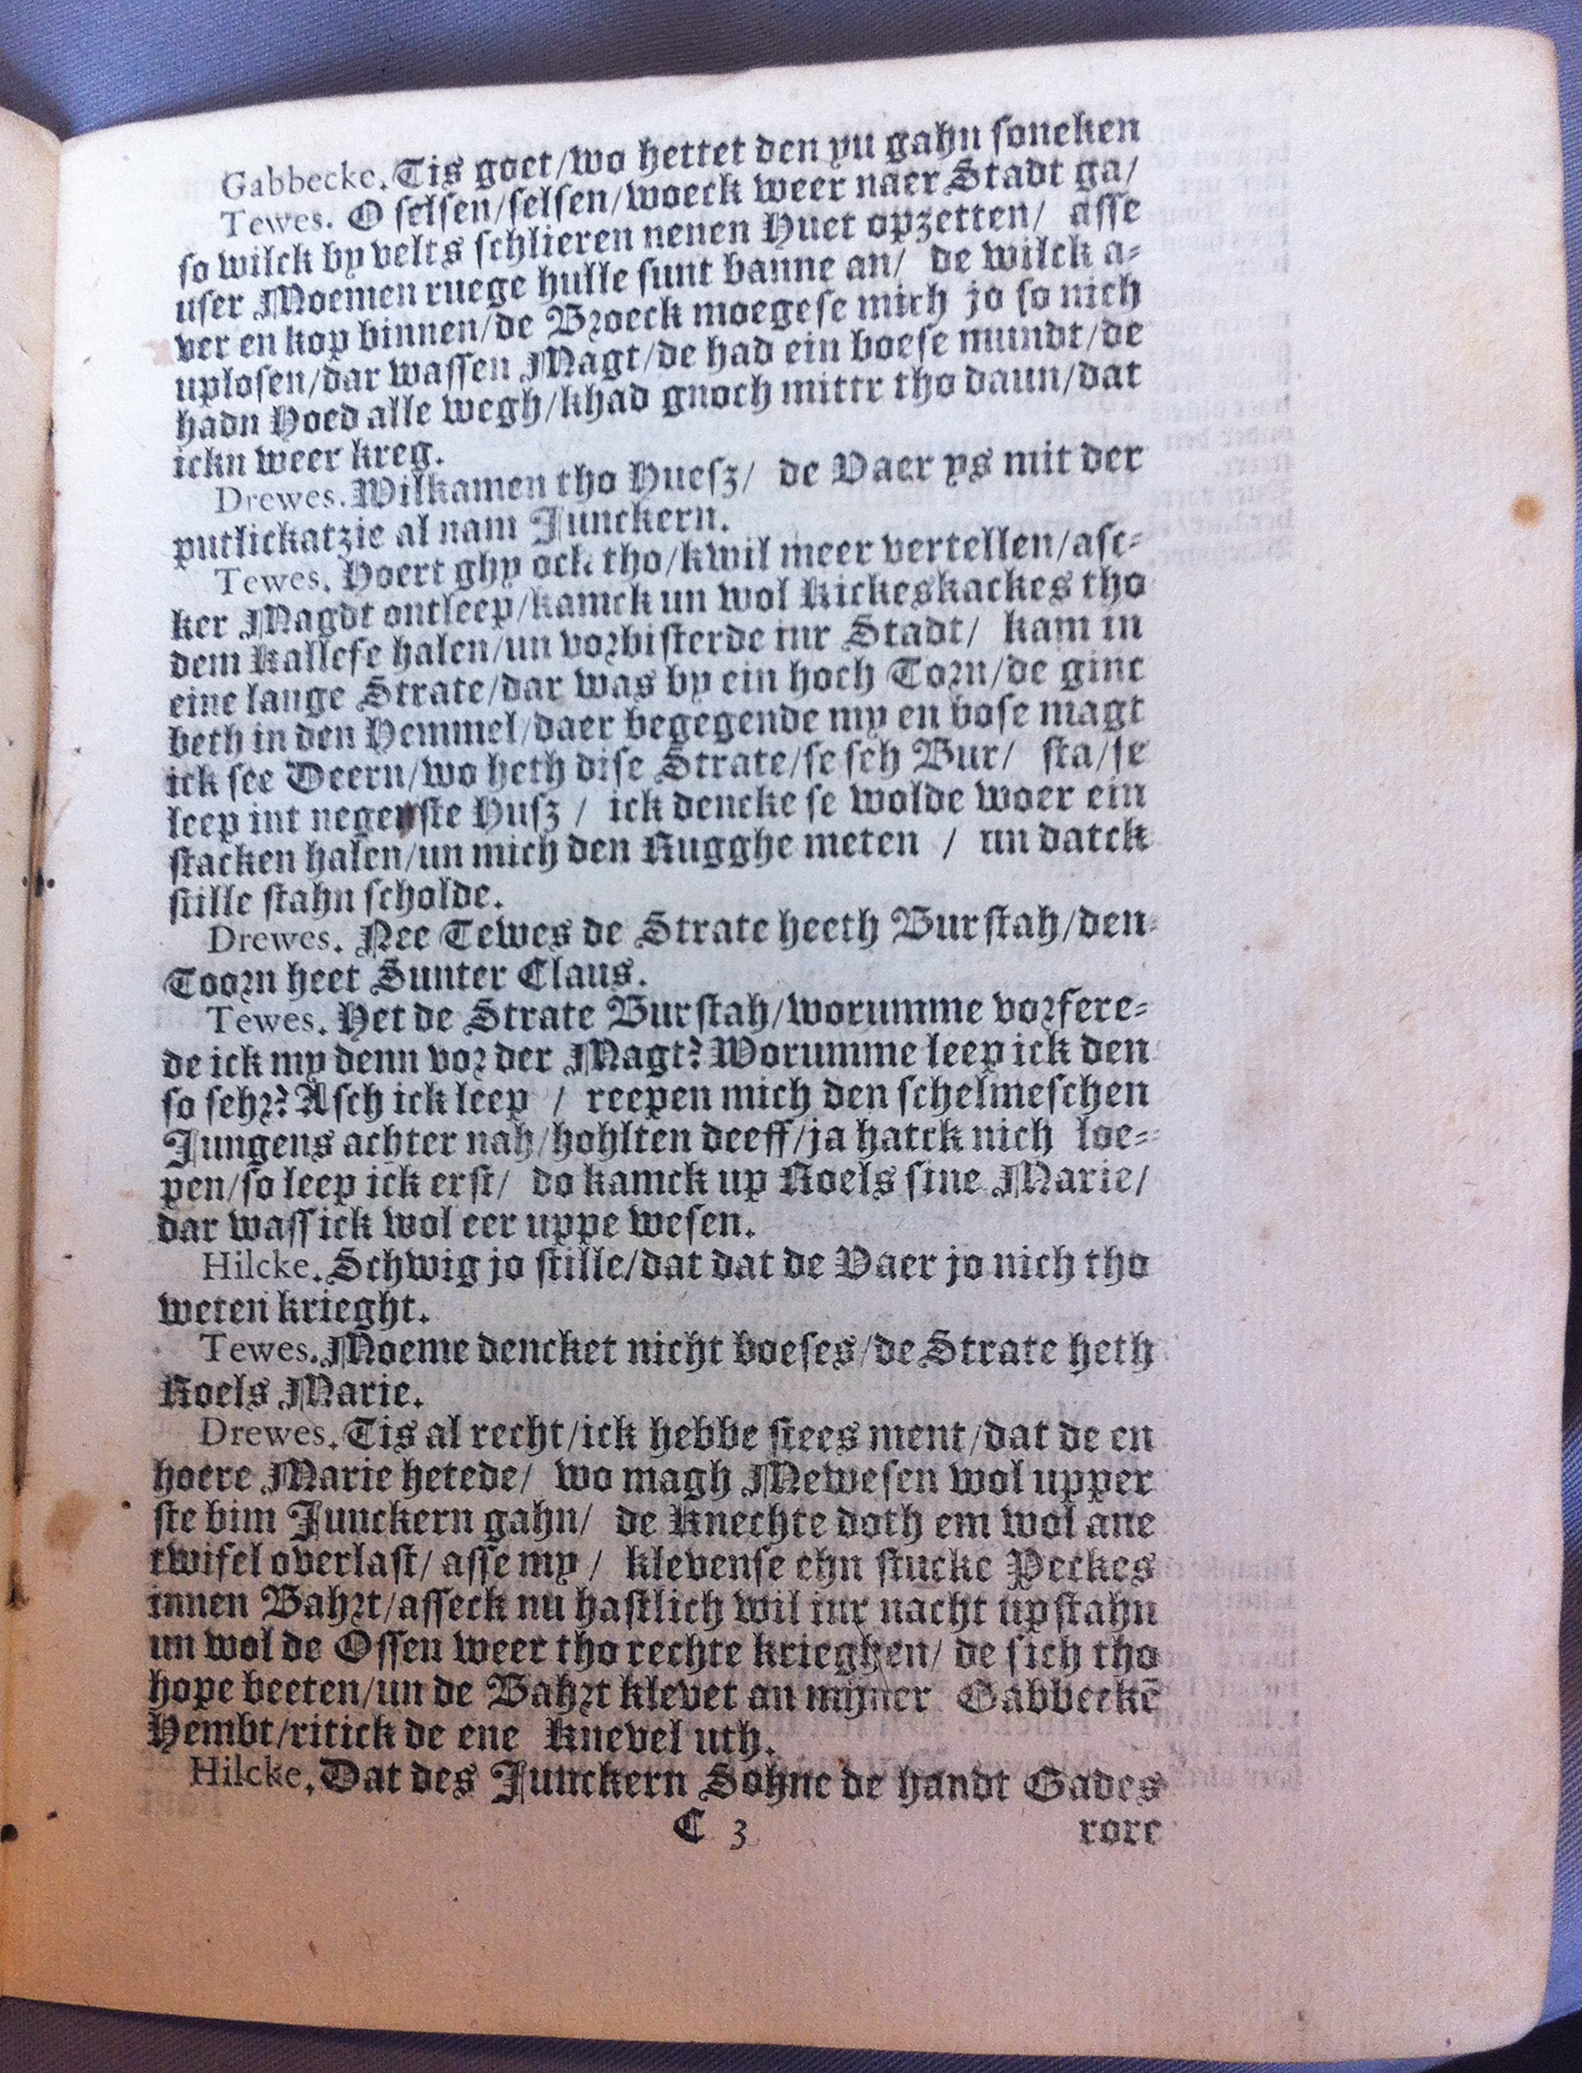 Gabbecke. Tis goet/wo hettet den yu gahn soneken
Tewes. O selsen/selsen/woeck weer naer Stadt ga/
so wilck by velts schlieren nenen Huet opzetten/ asse
user Moemen ruege hulle sunt banne an/ de wilck a-
ver en kop binnen/de Broeck moegese mich jo so nich
uplosen/dar wassen Magt/de had ein boese mundt/de
hadn Hoed alle wegh/khad gnoch mittr tho daun/dat
ickn weer kreg.
Drewes. Wilkamen tho Huesz/ de Vaer ys mit der
putlickatzie al nam Junckern.
Tewes. Hoert ghy ock tho/kwil meer vertellen/asc-
ker Magdt ontleep/kamck un wol Kickeskackes tho
dem Kallefe halen/un vorbisterde inr Stadt/ kam in
eine lange Strate/dar was by ein hoch Torn/de ginc
beth in den Hemmel/daer begegende my en bose magt
ick see Deern/wo heth dise Strate/se seh Bur/ sta/se
leep int negenste Husz / ick dencke se wolde woer ein
stacken halen/un mich den Rugghe meten / un datck
stille stahn scholde.
Drewes. Nee Tewes de Strate heeth Burstah/den
Toorn heet Sunter Claus.
Tewes. Het de Strate Burstah/worumme vorfere-
de ick my denn vor der Magt? Worumme leep ick den
so sehr? Asch ick leep / reepen mich den schelmeschen
Jungens achter nah/hohlten deeff/ja hatck nich loe-
pen/so leep ick erst/ do kamck up Roels sine Marie/
dar wass ick wol eer uppe wesen.
Hilcke. Schwig jo stille/dat dat de Vaer jo nich tho
weten krieght.
Tewes. Moeme dencket nicht boeses/de Strate heth
Roels Marie.
Drewes. Tis al recht/ick hebbe stees ment/dat de en
hoere Marie hetede/ wo magh Mewesen wol upper
ste bim Junckern gahn/ de Knechte doth em wol ane
twifel overlast/ asse my / klevense ehn stucke Peckes
innen Bahrt/asseck nu hastlich wil inr nacht upstahn
un wol de Ossen weer tho rechte krieghen/ de sich tho
hope beeten/un de Bahrt klevet an mijner Gabbeckē
Hembt/ritick de ene Knevel uth.
Hilcke. Dat des Junckern Sohne de handt Gades
C 3 rore